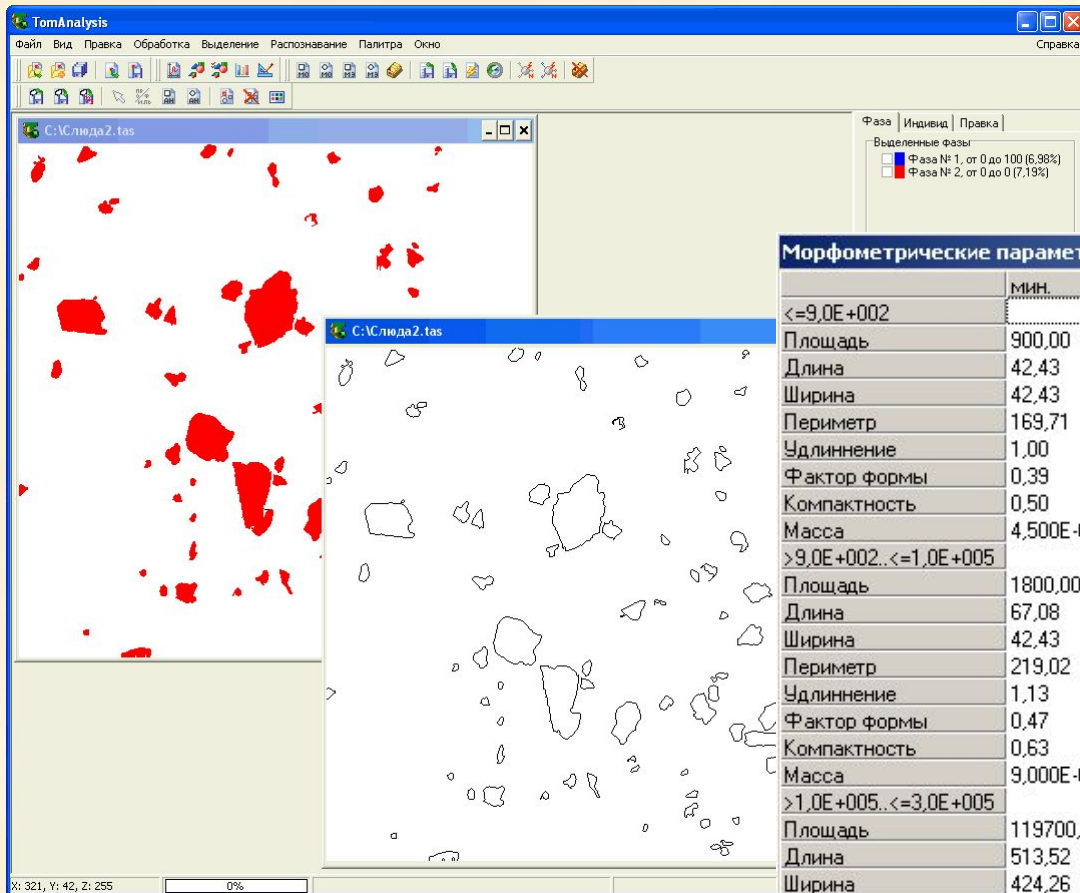 TomAnalysis
Файл Вид Правка Обработка Выделение Распознавание Палитра Окно Справка
C:\Слюда2.tas
Фаза Индивид Правка
Выделенные фазы
Фаза № 1, от 0 до 100 (6,98%)
Фаза № 2, от 0 до 0 (7,19%)
C:\Слюда2.tas
Морфометрические парамет
мин.
<=9,0E+002
Площадь 900,00
Длина 42,43
Ширина 42,43
Периметр 169,71
Удлиннение 1,00
Фактор формы 0,39
Компактность 0,50
Масса 4,500E-
>9,0E+002..<=1,0E+005
Площадь 1800,00
Длина 67,08
Ширина 42,43
Периметр 219,02
Удлиннение 1,13
Фактор формы 0,47
Компактность 0,63
Масса 9,000E-
>1,0E+005..<=3,0E+005
Площадь 119700,
Длина 513,52
Ширина 424,26
X: 321, Y: 42, Z: 255 0%